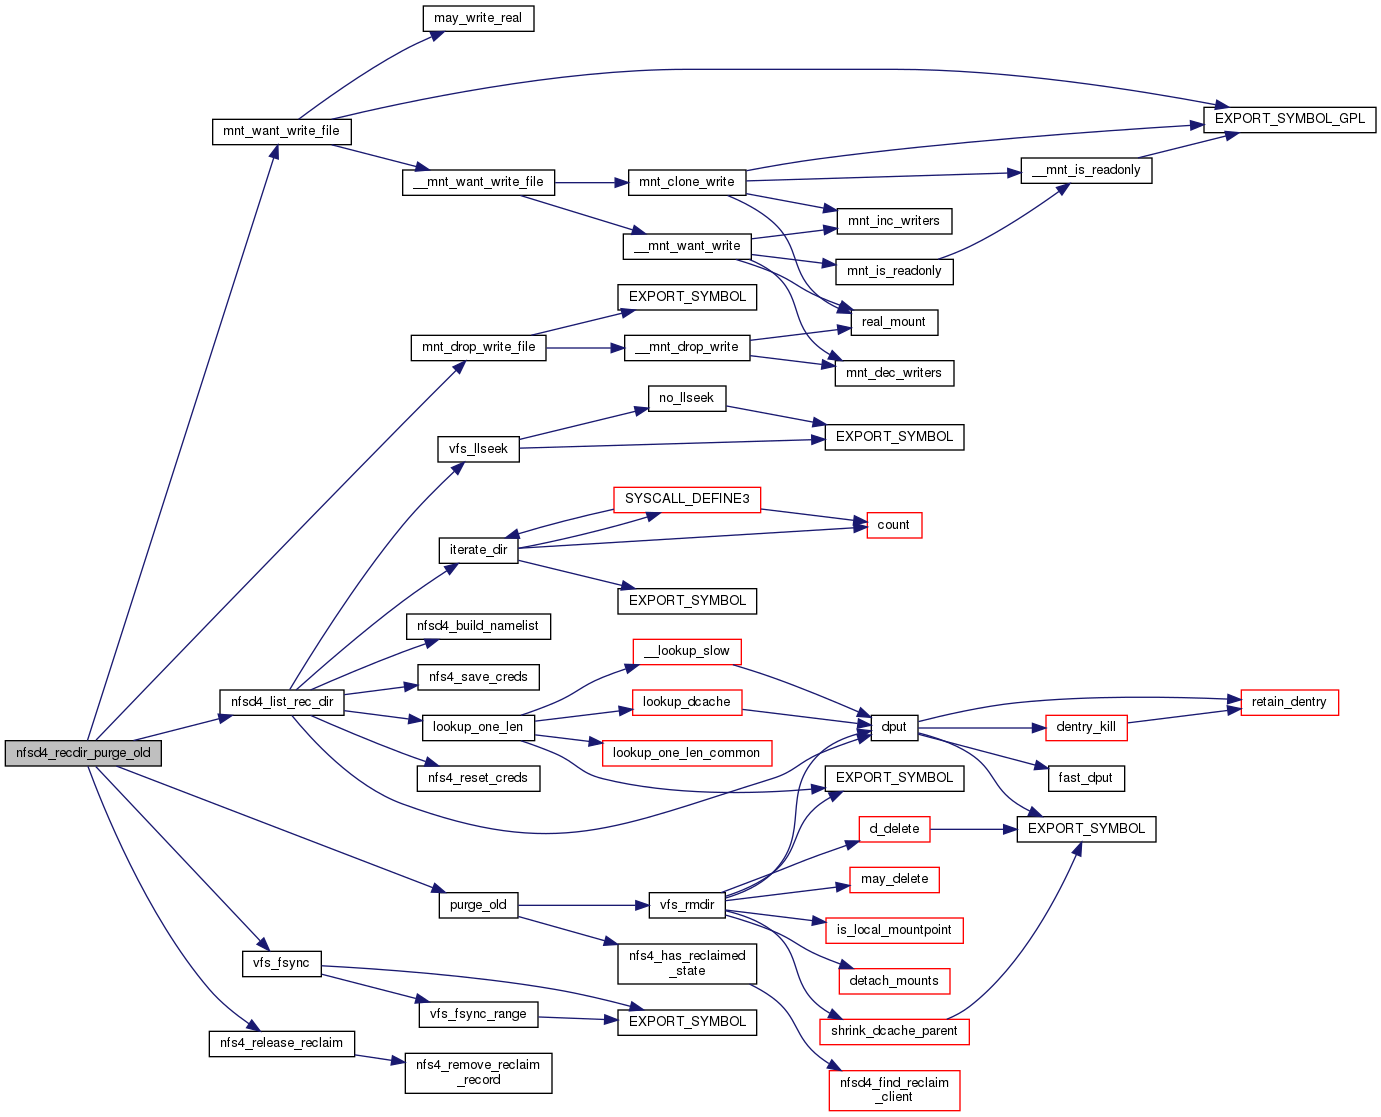 may_write_real
EXPORT_SYMBOL_GPL
mnt_want_write_file
__mnt_is_readonly
__mnt_want_write_file
mnt_clone_write
mnt_inc_writers
__mnt_want_write
mnt_is_readonly
EXPORT_SYMBOL
real_mount
mnt_drop_write_file
__mnt_drop_write
mnt_dec_writers
no_llseek
EXPORT_SYMBOL
vfs_llseek
SYSCALL_DEFINE3
count
iterate_dir
EXPORT_SYMBOL
nfsd4_build_namelist
__lookup_slow
nfs4_save_creds
nfsd4_list_rec_dir
lookup_dcache
retain_dentry
lookup_one_len
dput
dentry_kill
nfsd4_recdir_purge_old
lookup_one_len_common
nfs4_reset_creds
EXPORT_SYMBOL
fast_dput
d_delete
EXPORT_SYMBOL
may_delete
purge_old
vfs_rmdir
is_local_mountpoint
vfs_fsync
nfs4_has_reclaimed
_state
detach_mounts
vfs_fsync_range
EXPORT_SYMBOL
shrink_dcache_parent
nfs4_release_reclaim
nfs4_remove_reclaim
_record
nfsd4_find_reclaim
_client